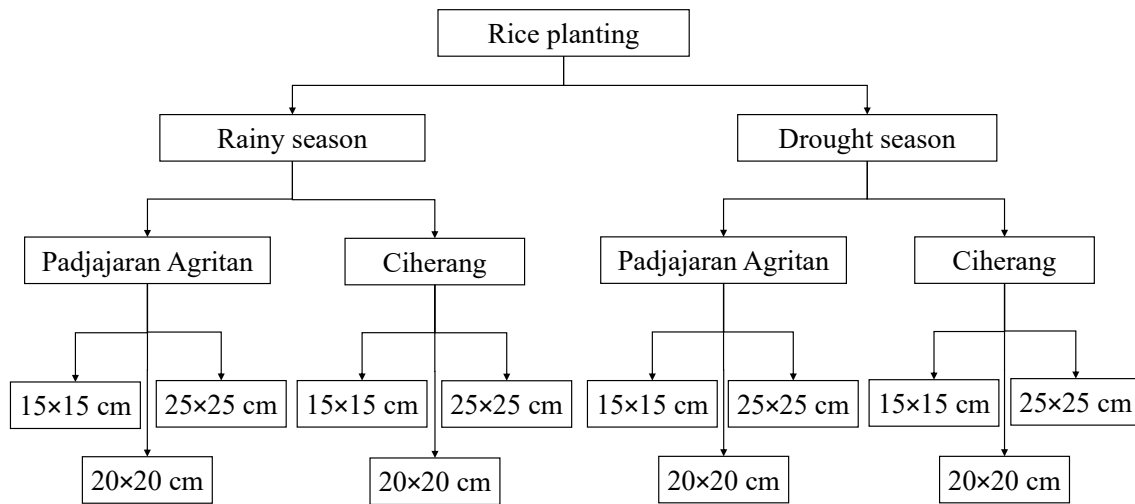 Rice planting
Rainy season
Drought season
Padjajaran Agritan
Ciherang
Padjajaran Agritan
Ciherang
15×15 cm
25×25 cm
15×15 cm
25×25 cm
15×15 cm
25×25 cm
15×15 cm
25×25 cm
20×20 cm
20×20 cm
20×20 cm
20×20 cm